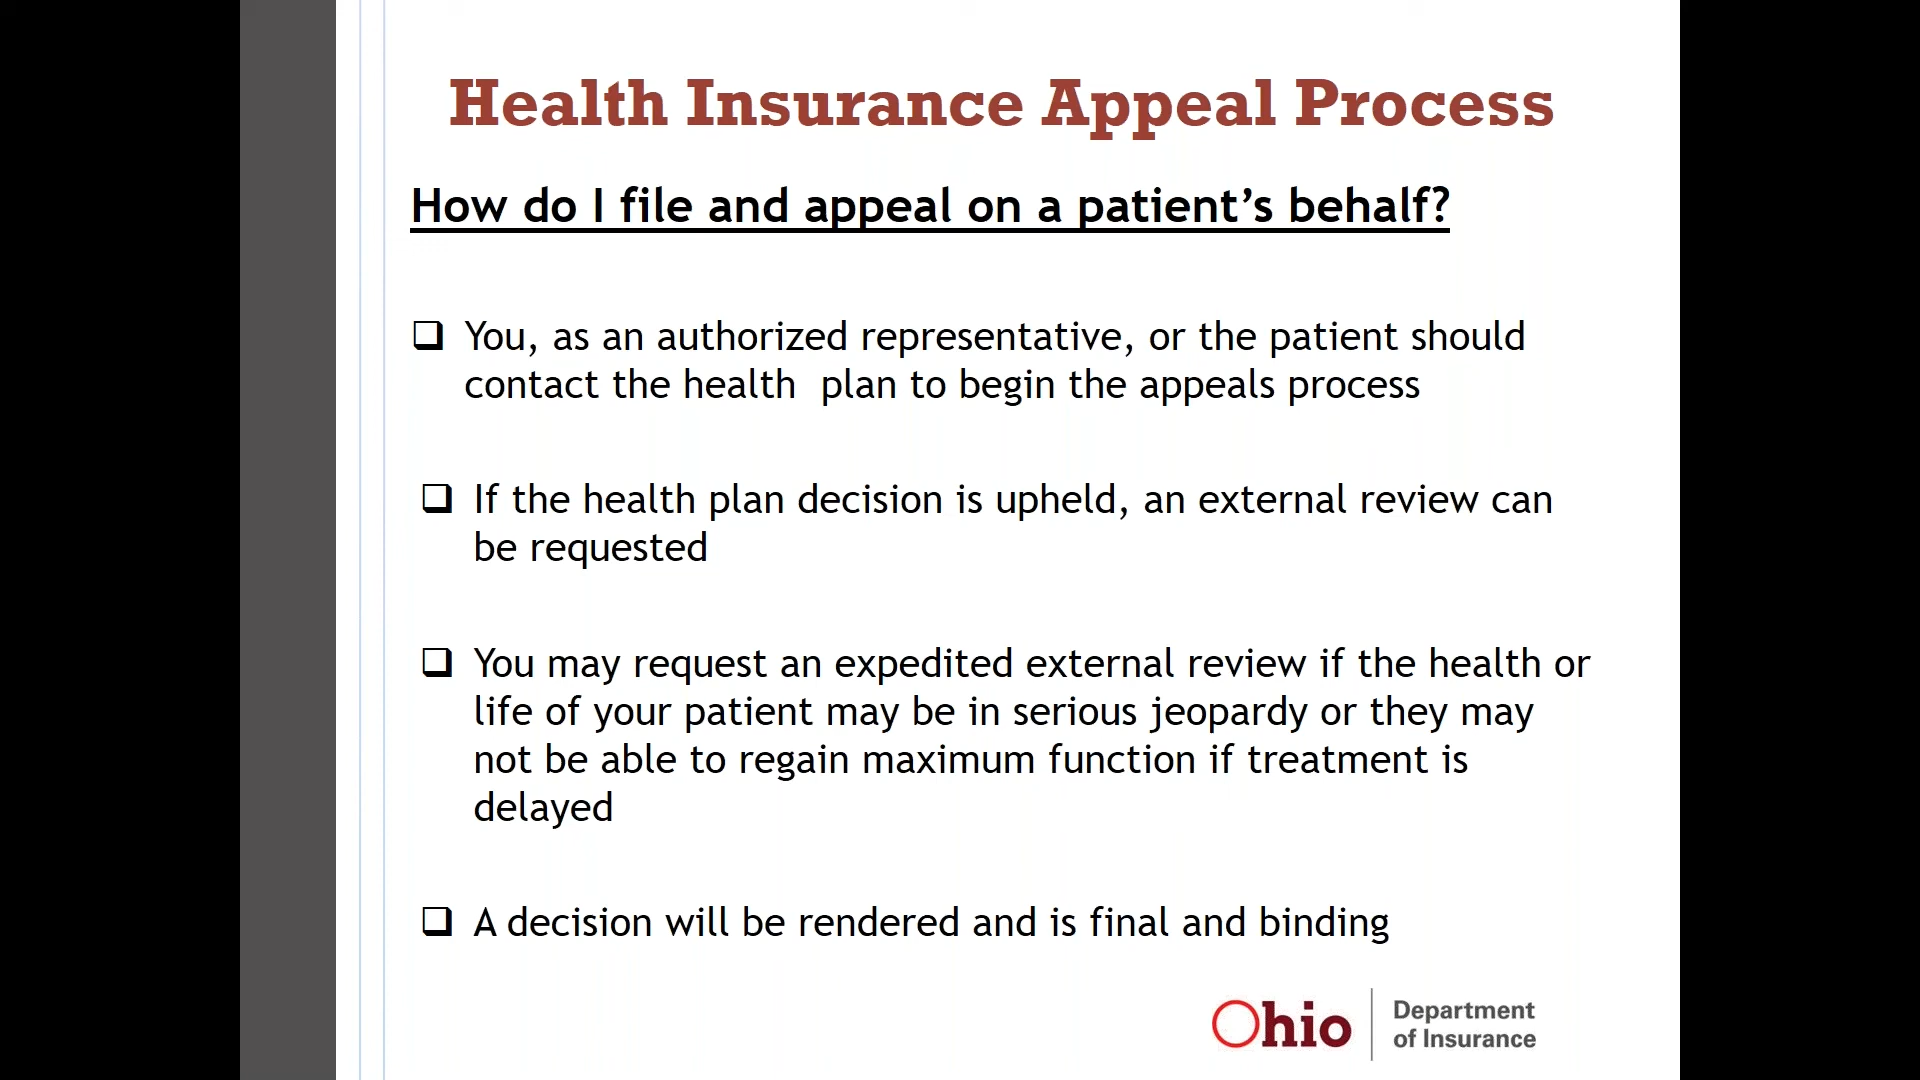 Health Insurance Appeal Process
How do I file and appeal on a patient’s behalf?
❑ You, as an authorized representative, or the patient should
contact the health  plan to begin the appeals process
❑ If the health plan decision is upheld, an external review can
be requested
❑ You may request an expedited external review if the health or
life of your patient may be in serious jeopardy or they may
not be able to regain maximum function if treatment is
delayed
❑ A decision will be rendered and is final and binding
Ohio
Department
of Insurance